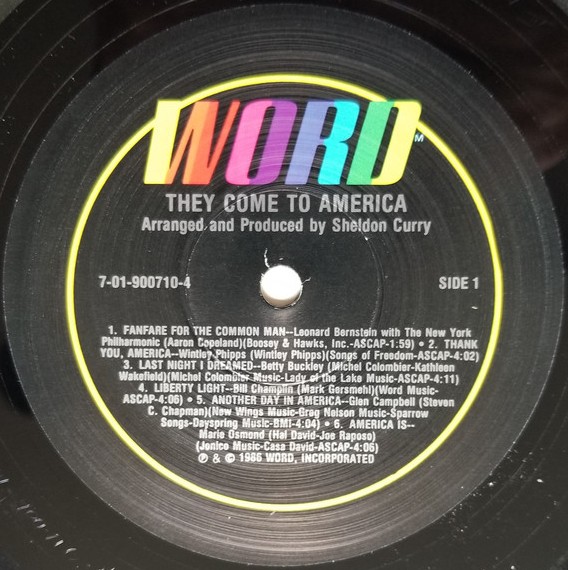 WORD TM
THEY COME TO AMERICA
Arranged and Produced by Sheldon Curry
7-01-900710-4 SIDE 1
1. FANFARE FOR THE COMMON MAN--Leonard Bernstein with The New York
Philharmonic (Aaron Copeland)(Boosey & Hawks, Inc.-ASCAP-1:59) • 2. THANK
YOU, AMERICA--Wintley Phipps (Wintley Phipps)(Songs of Freedom-ASCAP-4:02)
3. LAST NIGHT I DREAMED--Betty Buckley (Michel Colombier-Kathleen
Wakefield)(Michel Colombier Music-Lady of the Lake Music-ASCAP-4:11)
4. LIBERTY LIGHT--Bill Champlin (Mark Gersmehl)(Word Music-
ASCAP-4:06) • 5. ANOTHER DAY IN AMERICA--Glen Campbell (Steven
C. Chapman)(New Wings Music-Greg Nelson Music-Sparrow
Songs-Dayspring Music-BMI-4:04) • 6. AMERICA IS--
Marie Osmond (Hal David-Joe Raposo)
(Jonico Music-Casa David-ASCAP-4:06)
℗ & © 1986 WORD, INCORPORATED